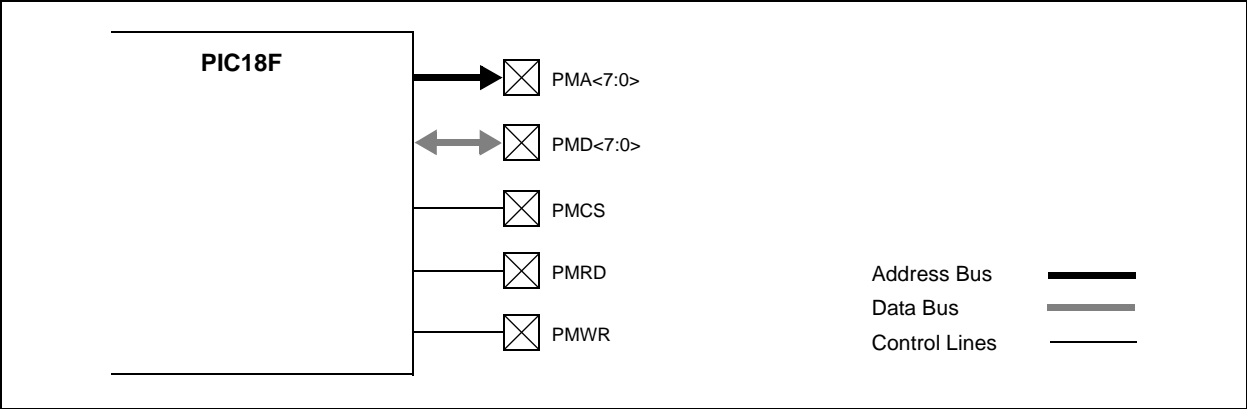 PIC18F
PMA<7:0>
PMD<7:0>
PMCS
PMRD
PMWR
Address Bus
Data Bus
Control Lines